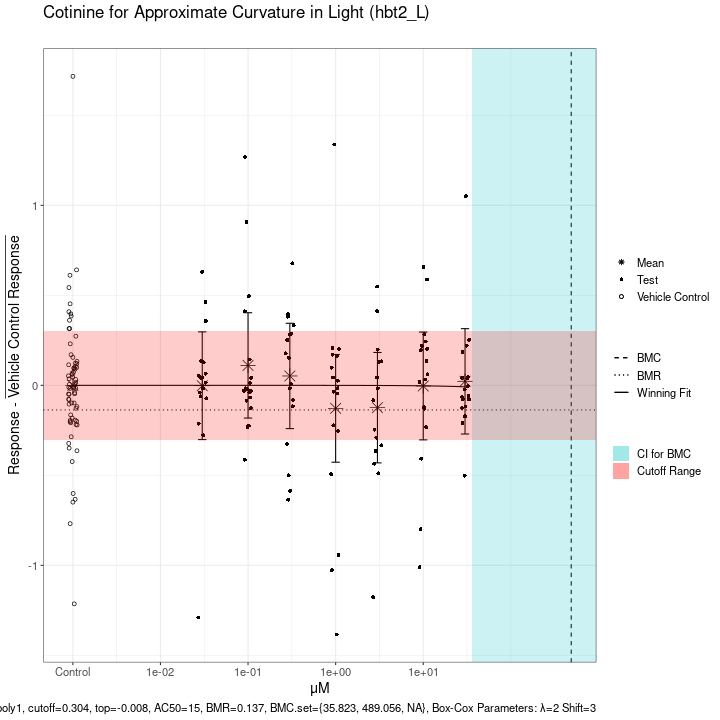 Cotinine for Approximate Curvature in Light (hbt2_L)
Response - Vehicle Control Response
1
0
-1
Control
1e-02
1e-01
1e+00
1e+01
μM
Mean
Test
Vehicle Control
BMC
BMR
Winning Fit
CI for BMC
Cutoff Range
oly1, cutoff=0.304, top=-0.008, AC50=15, BMR=0.137, BMC.set={35.823, 489.056, NA}, Box-Cox Parameters: λ=2 Shift=3